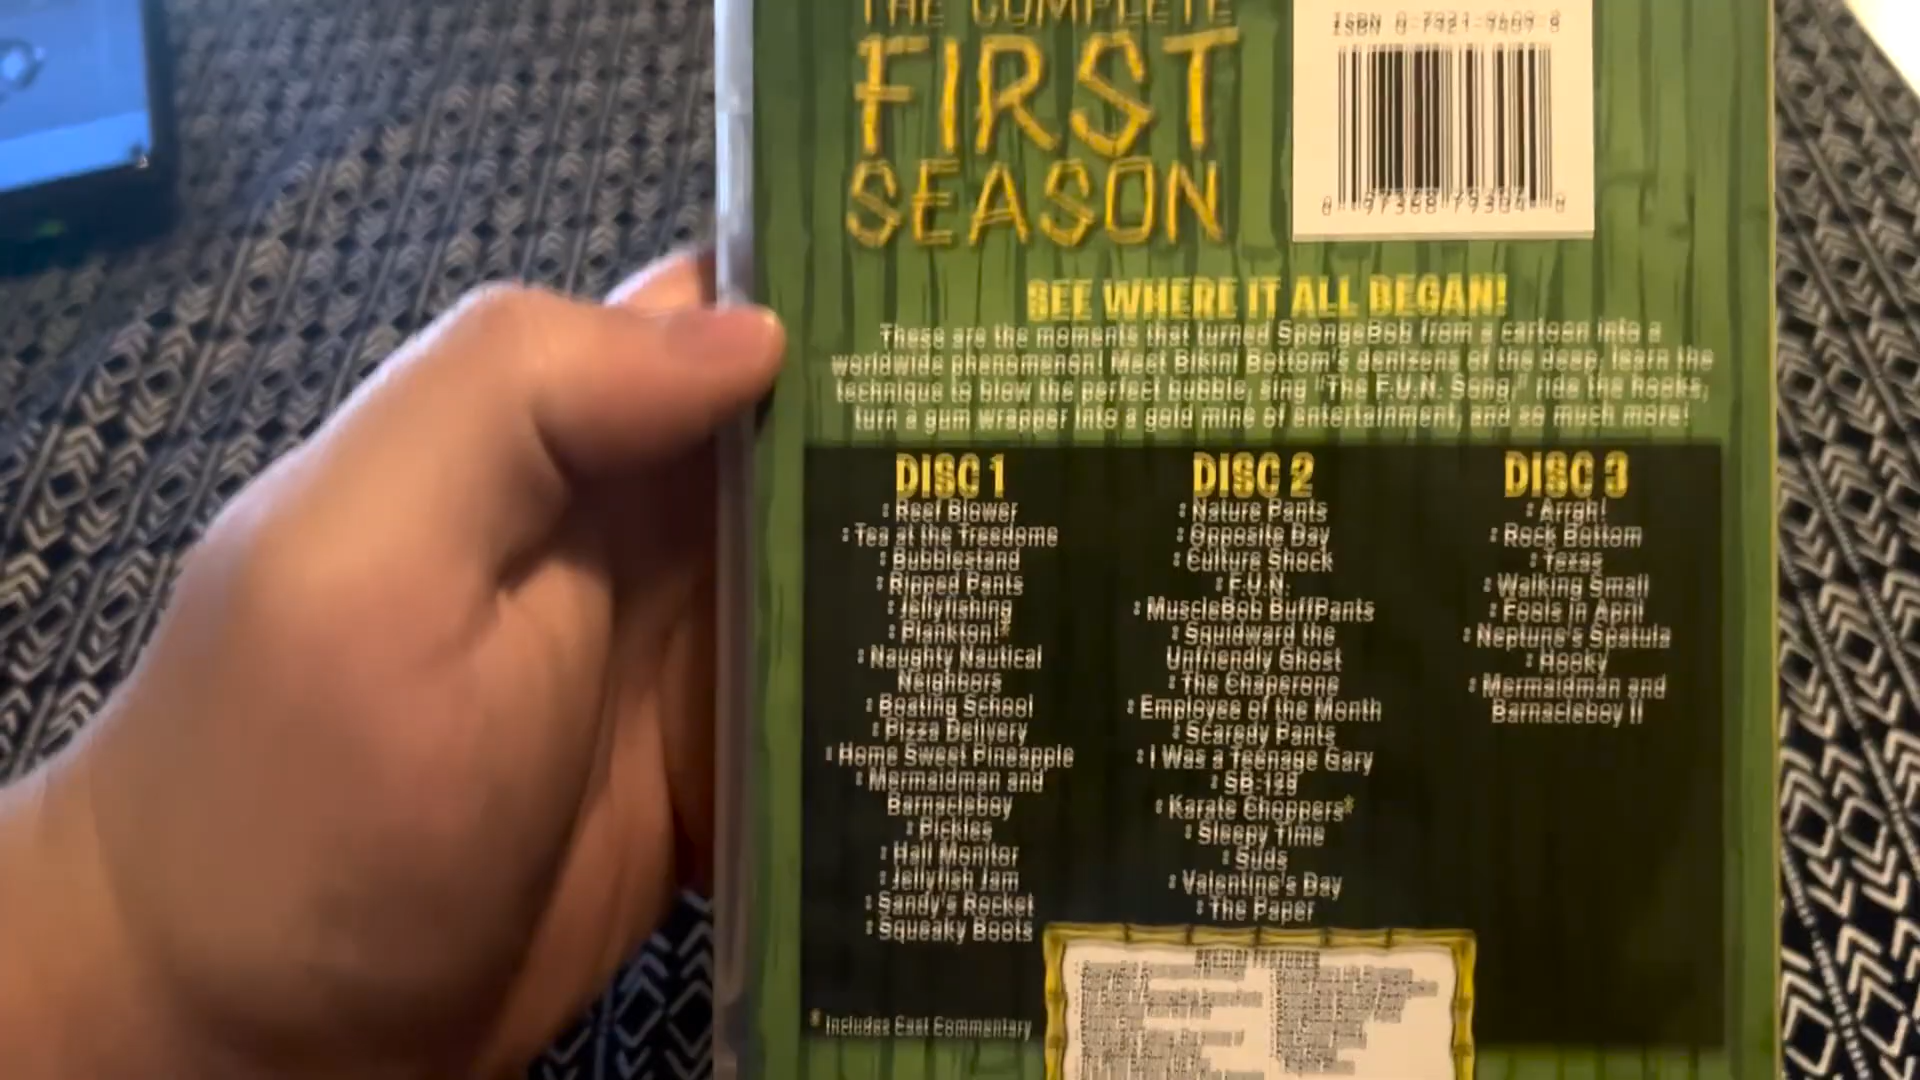 THE COMPLETE
FIRST
SEASON
SEE WHERE IT ALL BEGAN!
These are the moments that turned SpongeBob from a cartoon into a
worldwide phenomenon! Meet Bikini Bottom's denizens of the deep, learn the
technique to blow the perfect bubble, sing "The F.U.N. Song," ride the hooks,
turn a gum wrapper into a gold mine of entertainment, and so much more!
DISC 1
: Reef Blower
: Tea at the Treedome
: Bubblestand
: Ripped Pants
: Jellyfishing
: Plankton!*
: Naughty Nautical
Neighbors
: Boating School
: Pizza Delivery
: Home Sweet Pineapple
: Mermaidman and
Barnacleboy
: Pickles
: Hall Monitor
: Jellyfish Jam
: Sandy's Rocket
: Squeaky Boots
* Includes Cast Commentary
DISC 2
: Nature Pants
: Opposite Day
: Culture Shock
: F.U.N.
: MuscleBob BuffPants
: Squidward the
Unfriendly Ghost
: The Chaperone
: Employee of the Month
: Scaredy Pants
: I Was a Teenage Gary
: SB-129
: Karate Choppers*
: Sleepy Time
: Suds
: Valentine's Day
: The Paper
DISC 3
: Arrgh!
: Rock Bottom
: Texas
: Walking Small
: Fools in April
: Neptune's Spatula
: Hooky
: Mermaidman and
Barnacleboy II
SPECIAL FEATURES
ISBN
8 97368 79304 8